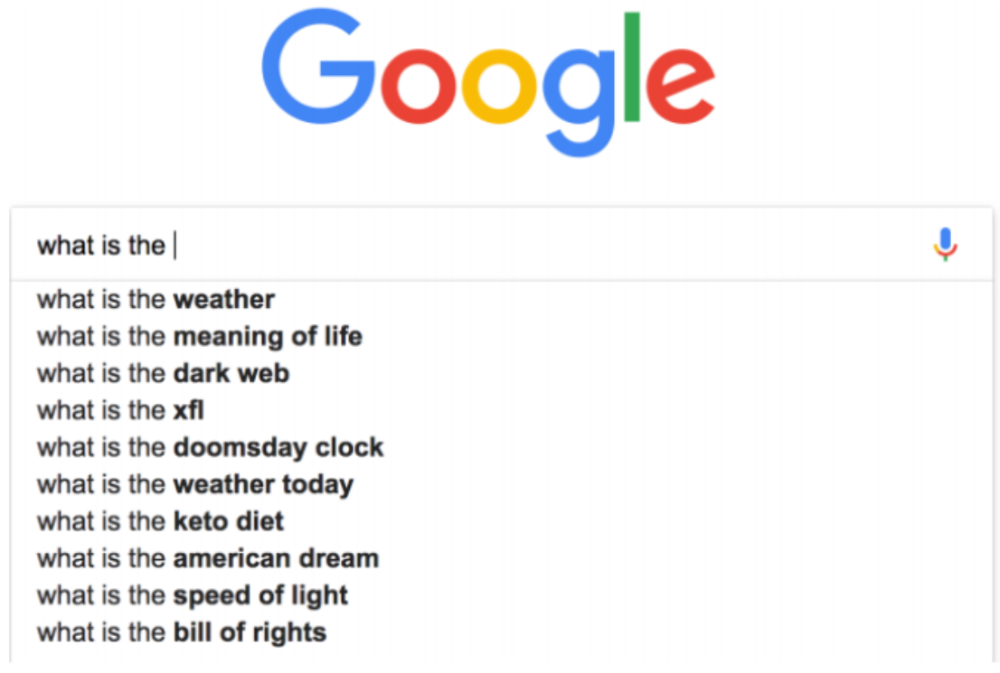 Google
what is the
what is the weather
what is the meaning of life
what is the dark web
what is the xfl
what is the doomsday clock
what is the weather today
what is the keto diet
what is the american dream
what is the speed of light
what is the bill of rights